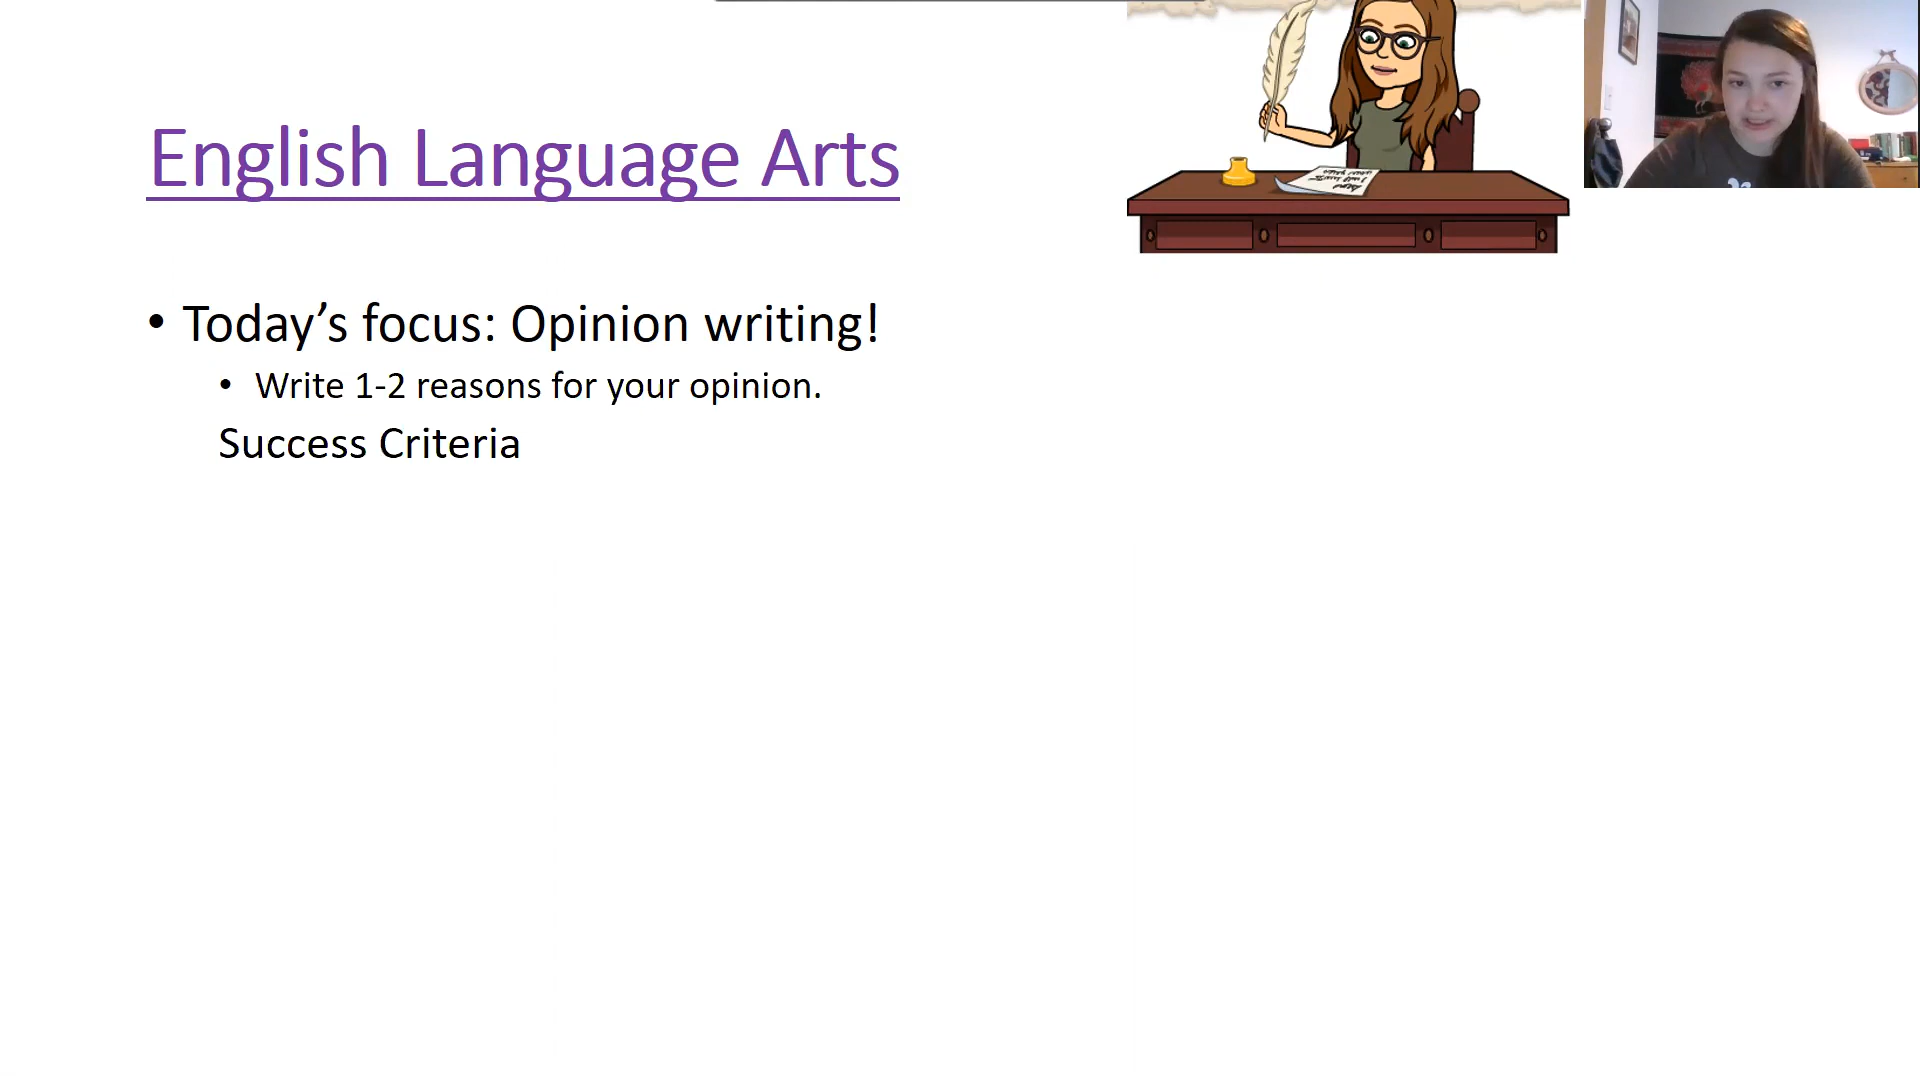 English Language Arts
• Today’s focus: Opinion writing!
• Write 1-2 reasons for your opinion.
Success Criteria